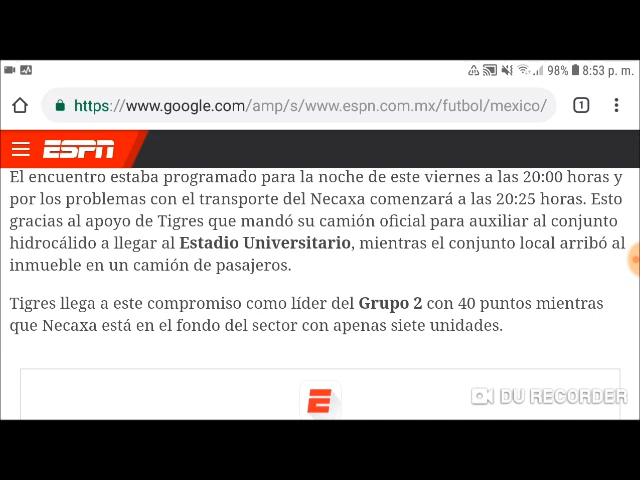 98% 8:53 p. m.
https://www.google.com/amp/s/www.espn.com.mx/futbol/mexico/
1
ESPN
El encuentro estaba programado para la noche de este viernes a las 20:00 horas y
por los problemas con el transporte del Necaxa comenzará a las 20:25 horas. Esto
gracias al apoyo de Tigres que mandó su camión oficial para auxiliar al conjunto
hidrocálido a llegar al Estadio Universitario, mientras el conjunto local arribó al
inmueble en un camión de pasajeros.
Tigres llega a este compromiso como líder del Grupo 2 con 40 puntos mientras
que Necaxa está en el fondo del sector con apenas siete unidades.
E
DU RECORDER